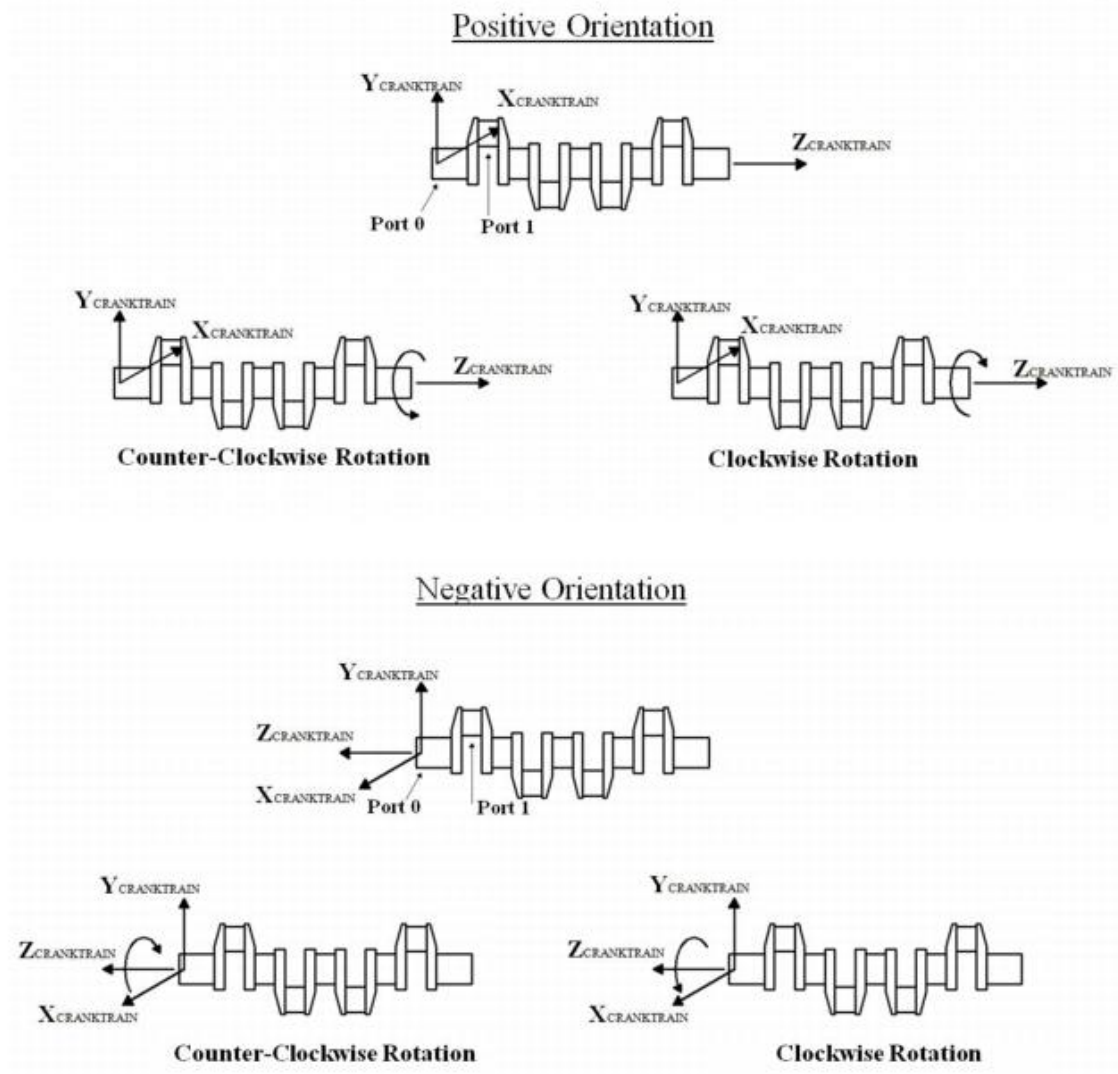 Positive Orientation
YCRANKTRAIN
XCRANKTRAIN
ZCRANKTRAIN
Port 0
Port 1
YCRANKTRAIN
XCRANKTRAIN
ZCRANKTRAIN
Counter-Clockwise Rotation
YCRANKTRAIN
XCRANKTRAIN
ZCRANKTRAIN
Clockwise Rotation
Negative Orientation
YCRANKTRAIN
ZCRANKTRAIN
XCRANKTRAIN
Port 0
Port 1
YCRANKTRAIN
ZCRANKTRAIN
XCRANKTRAIN
Counter-Clockwise Rotation
YCRANKTRAIN
ZCRANKTRAIN
XCRANKTRAIN
Clockwise Rotation